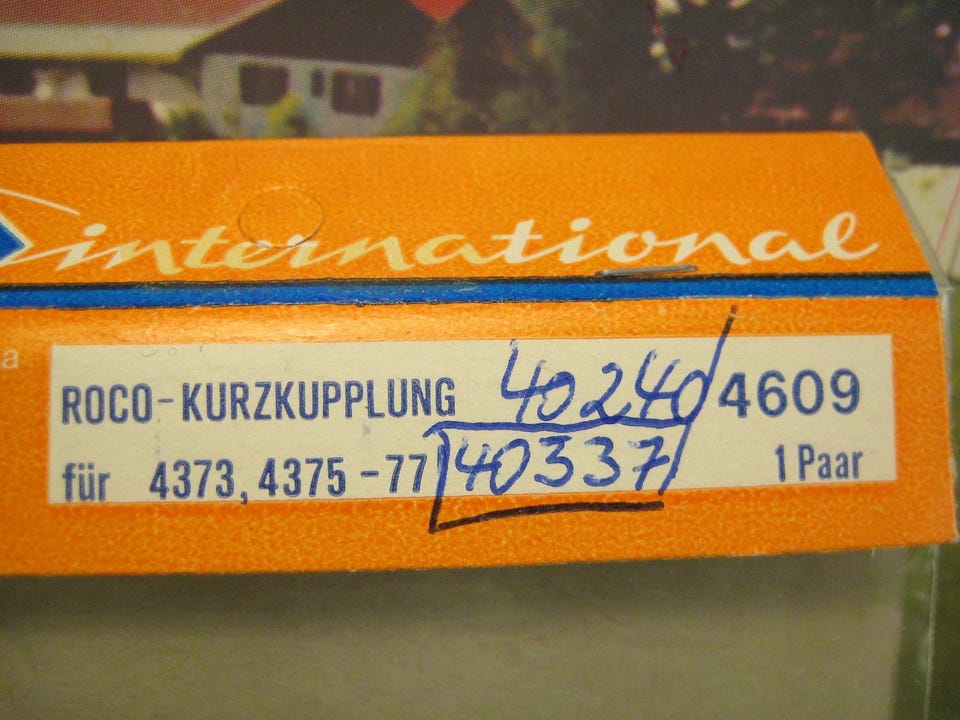 international
a
ROCO-KURZKUPPLUNG 40240 4609
für 4373, 4375-77 40337 1 Paar